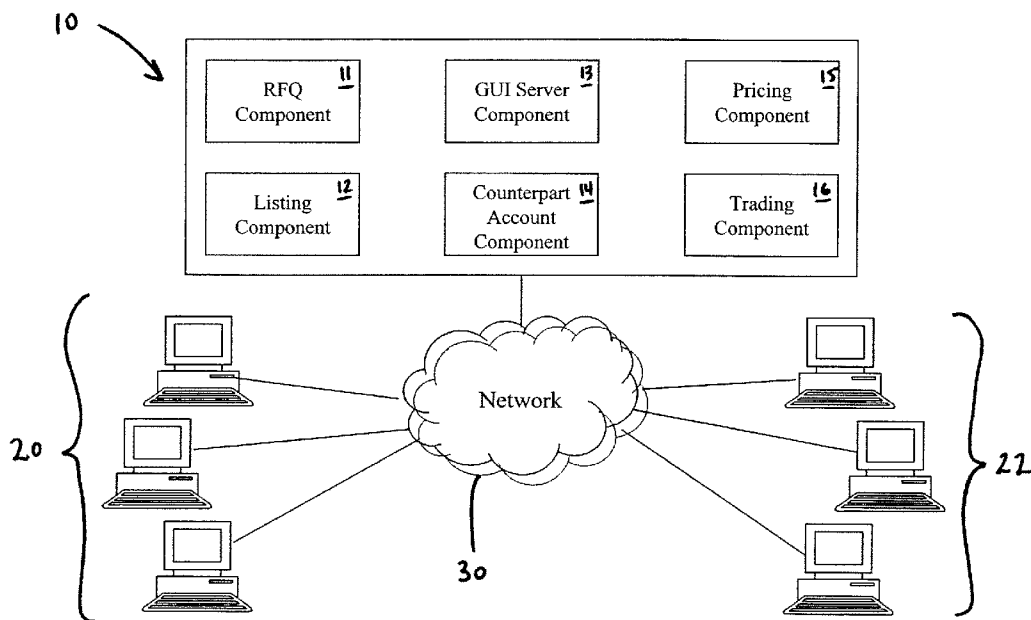 10
RFQ
Component
11
GUI Server
Component
13
Pricing
Component
15
Listing
Component
12
Counterpart
Account
Component
14
Trading
Component
16
Network
20
22
30